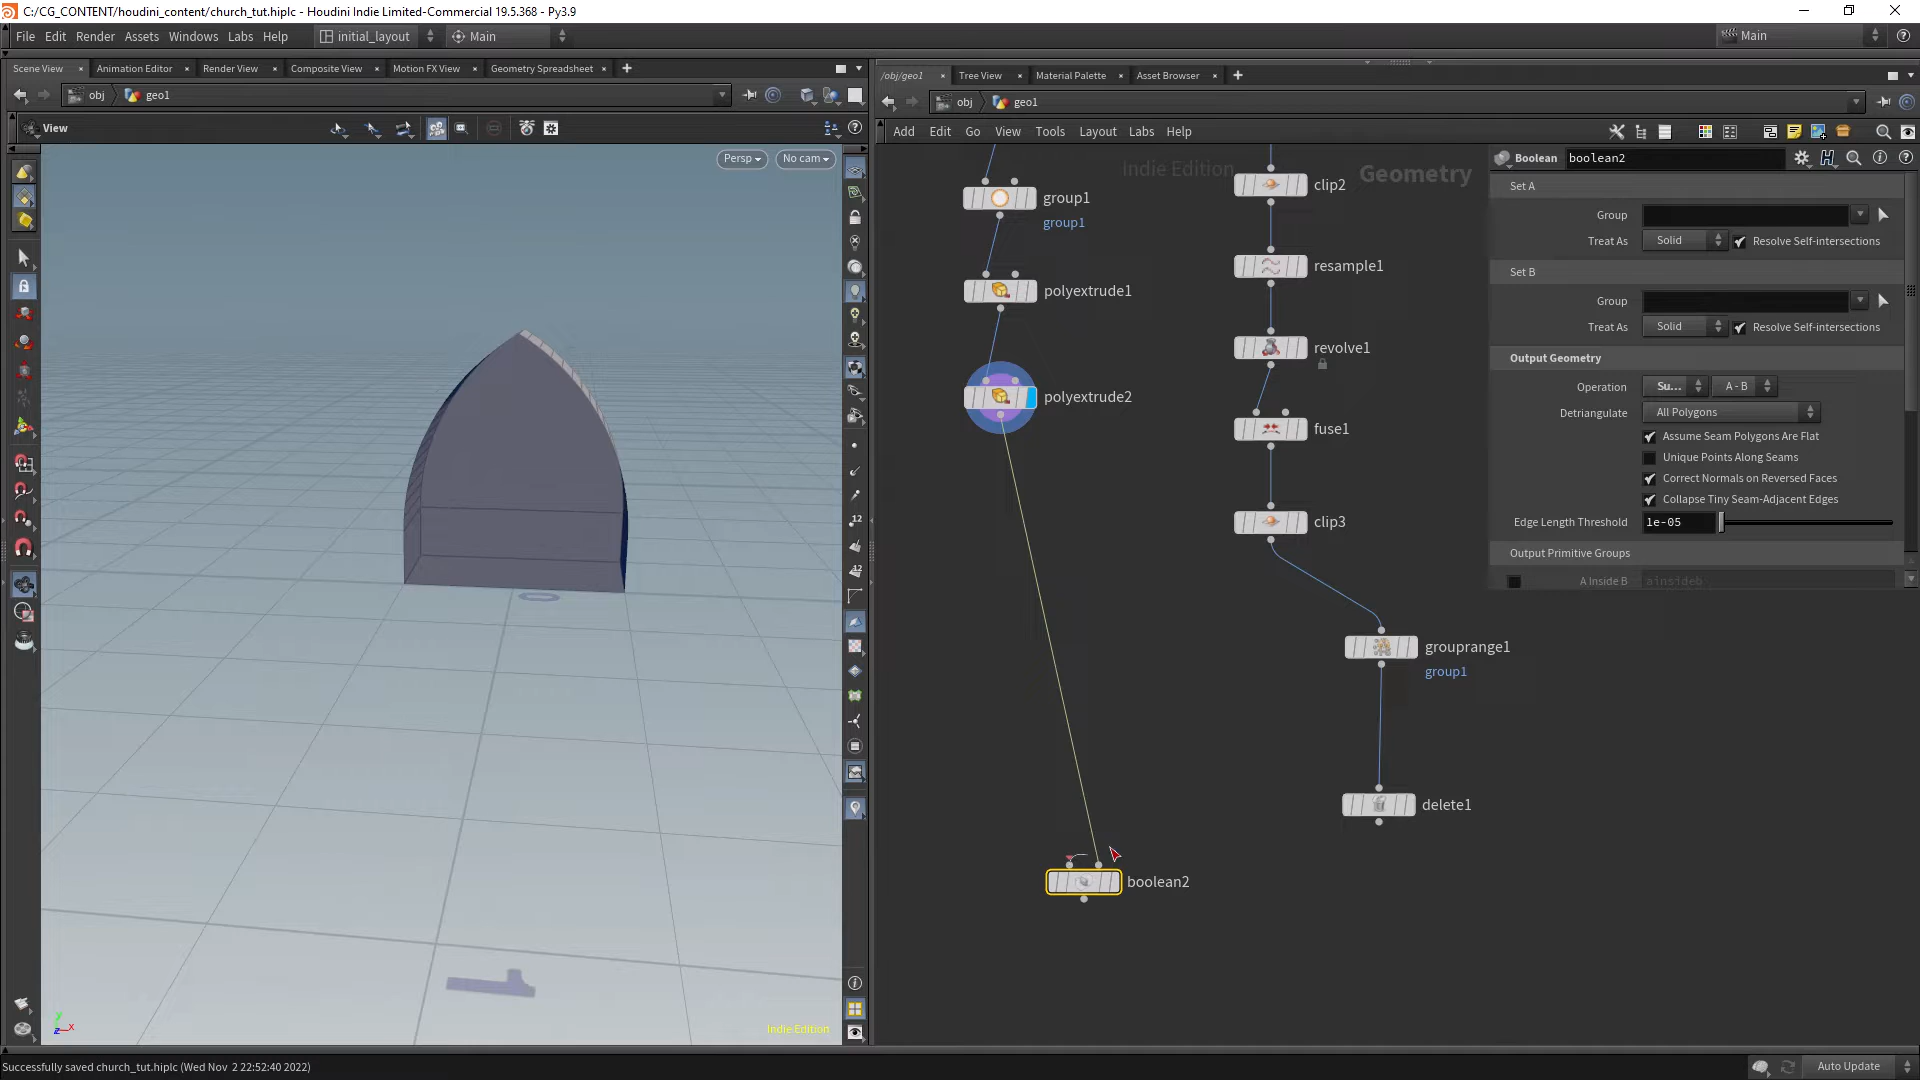 C:/CG_CONTENT/houdini_content/church_tut.hiplc - Houdini Indie Limited-Commercial 19.5.368 - Py3.9
File Edit Render Assets Windows Labs Help initial_layout Main Main
Scene View Animation Editor Render View Composite View Motion FX View Geometry Spreadsheet
/obj/geo1 Tree View Material Palette Asset Browser
obj geo1
obj geo1
View
Add Edit Go View Tools Layout Labs Help
Persp No cam
Indie Edition
Geometry
group1
group1
polyextrude1
polyextrude2
clip2
resample1
revolve1
fuse1
clip3
grouprange1
group1
delete1
boolean2
Boolean boolean2
Set A
Group
Treat As Solid Resolve Self-intersections
Set B
Group
Treat As Solid Resolve Self-intersections
Output Geometry
Operation Su... A - B
Detriangulate All Polygons
Assume Seam Polygons Are Flat
Unique Points Along Seams
Correct Normals on Reversed Faces
Collapse Tiny Seam-Adjacent Edges
Edge Length Threshold 1e-05
Output Primitive Groups
A Inside B ainsideb
12
12
y
z x
Indie Edition
Successfully saved church_tut.hiplc (Wed Nov 2 22:52:40 2022)
Auto Update